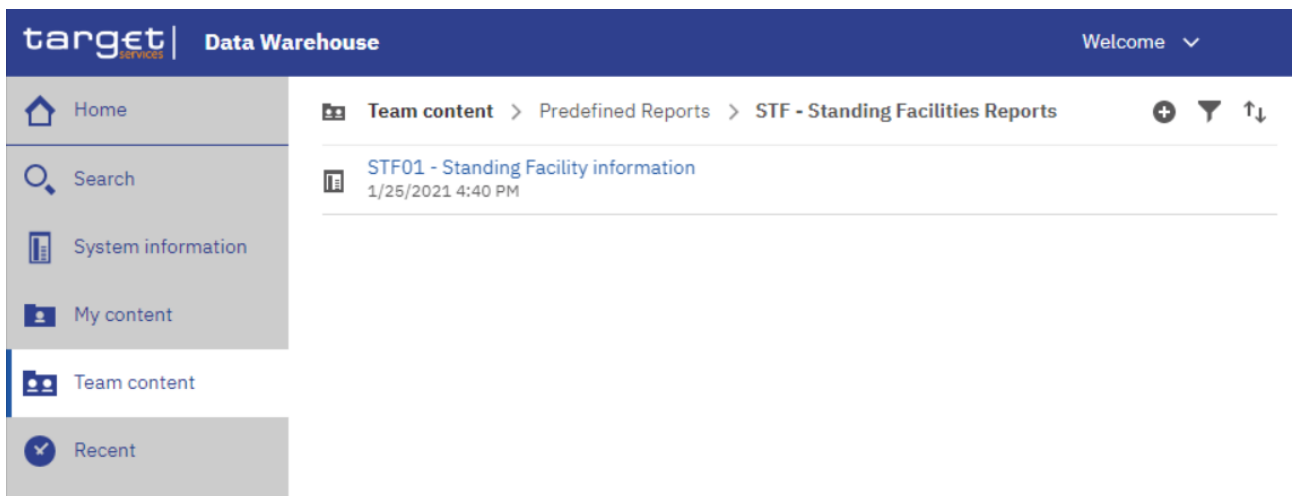 target services | Data Warehouse Welcome
Home
Team content > Predefined Reports > STF - Standing Facilities Reports
Search
STF01 - Standing Facility information
1/25/2021 4:40 PM
System information
My content
Team content
Recent